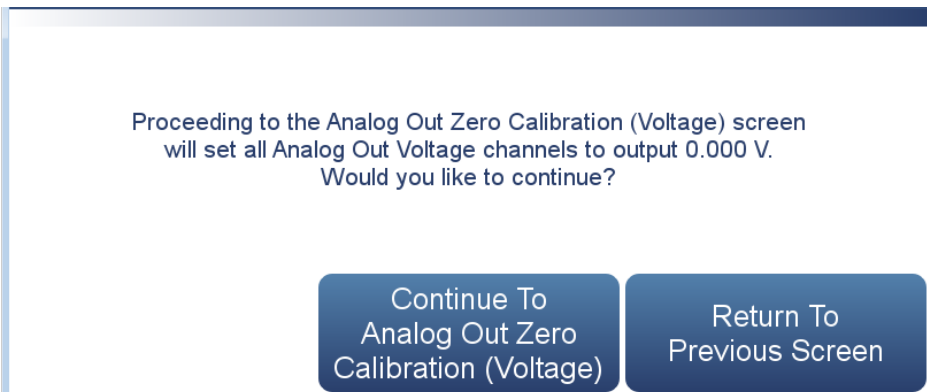 Proceeding to the Analog Out Zero Calibration (Voltage) screen
will set all Analog Out Voltage channels to output 0.000 V.
Would you like to continue?
Continue To
Analog Out Zero
Calibration (Voltage)
Return To
Previous Screen